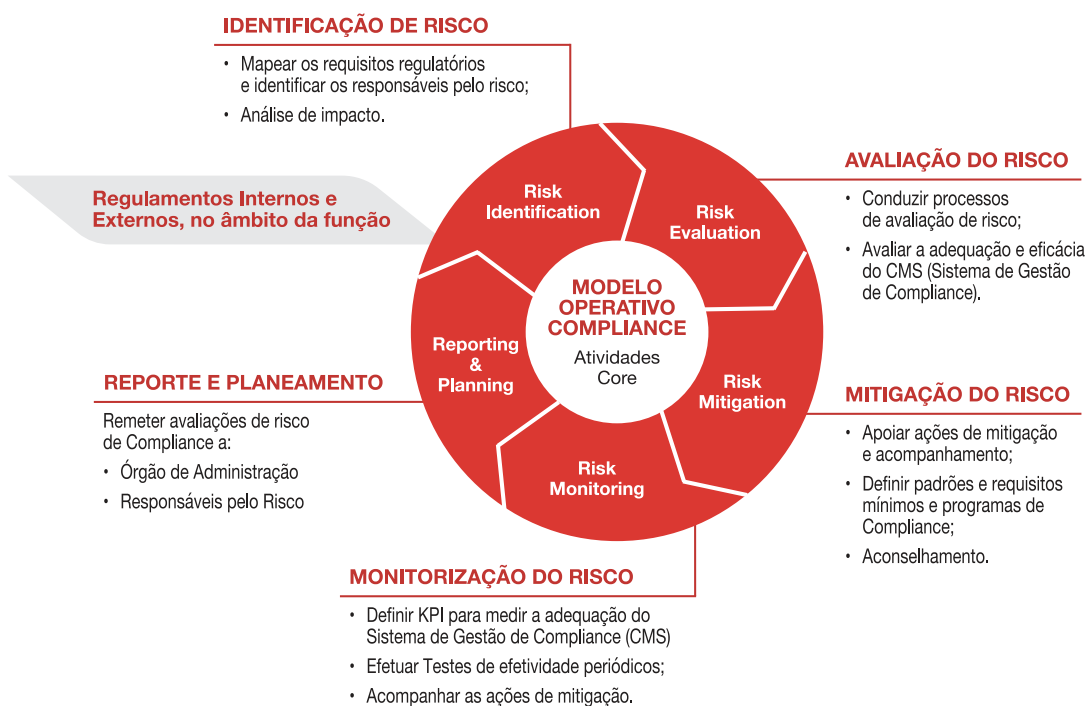 IDENTIFICAÇÃO DE RISCO
• Mapear os requisitos regulatórios
e identificar os responsáveis pelo risco;
• Análise de impacto.
Regulamentos Internos e
Externos, no âmbito da função
Risk
Identification
Risk
Evaluation
AVALIAÇÃO DO RISCO
• Conduzir processos
de avaliação de risco;
• Avaliar a adequação e eficácia
do CMS (Sistema de Gestão
de Compliance).
MODELO
OPERATIVO
COMPLIANCE
Atividades
Core
Reporting
&
Planning
Risk
Mitigation
Risk
Monitoring
REPORTE E PLANEAMENTO
Remeter avaliações de risco
de Compliance a:
• Órgão de Administração
• Responsáveis pelo Risco
MITIGAÇÃO DO RISCO
• Apoiar ações de mitigação
e acompanhamento;
• Definir padrões e requisitos
mínimos e programas de
Compliance;
• Aconselhamento.
MONITORIZAÇÃO DO RISCO
• Definir KPI para medir a adequação do
Sistema de Gestão de Compliance (CMS)
• Efetuar Testes de efetividade periódicos;
• Acompanhar as ações de mitigação.